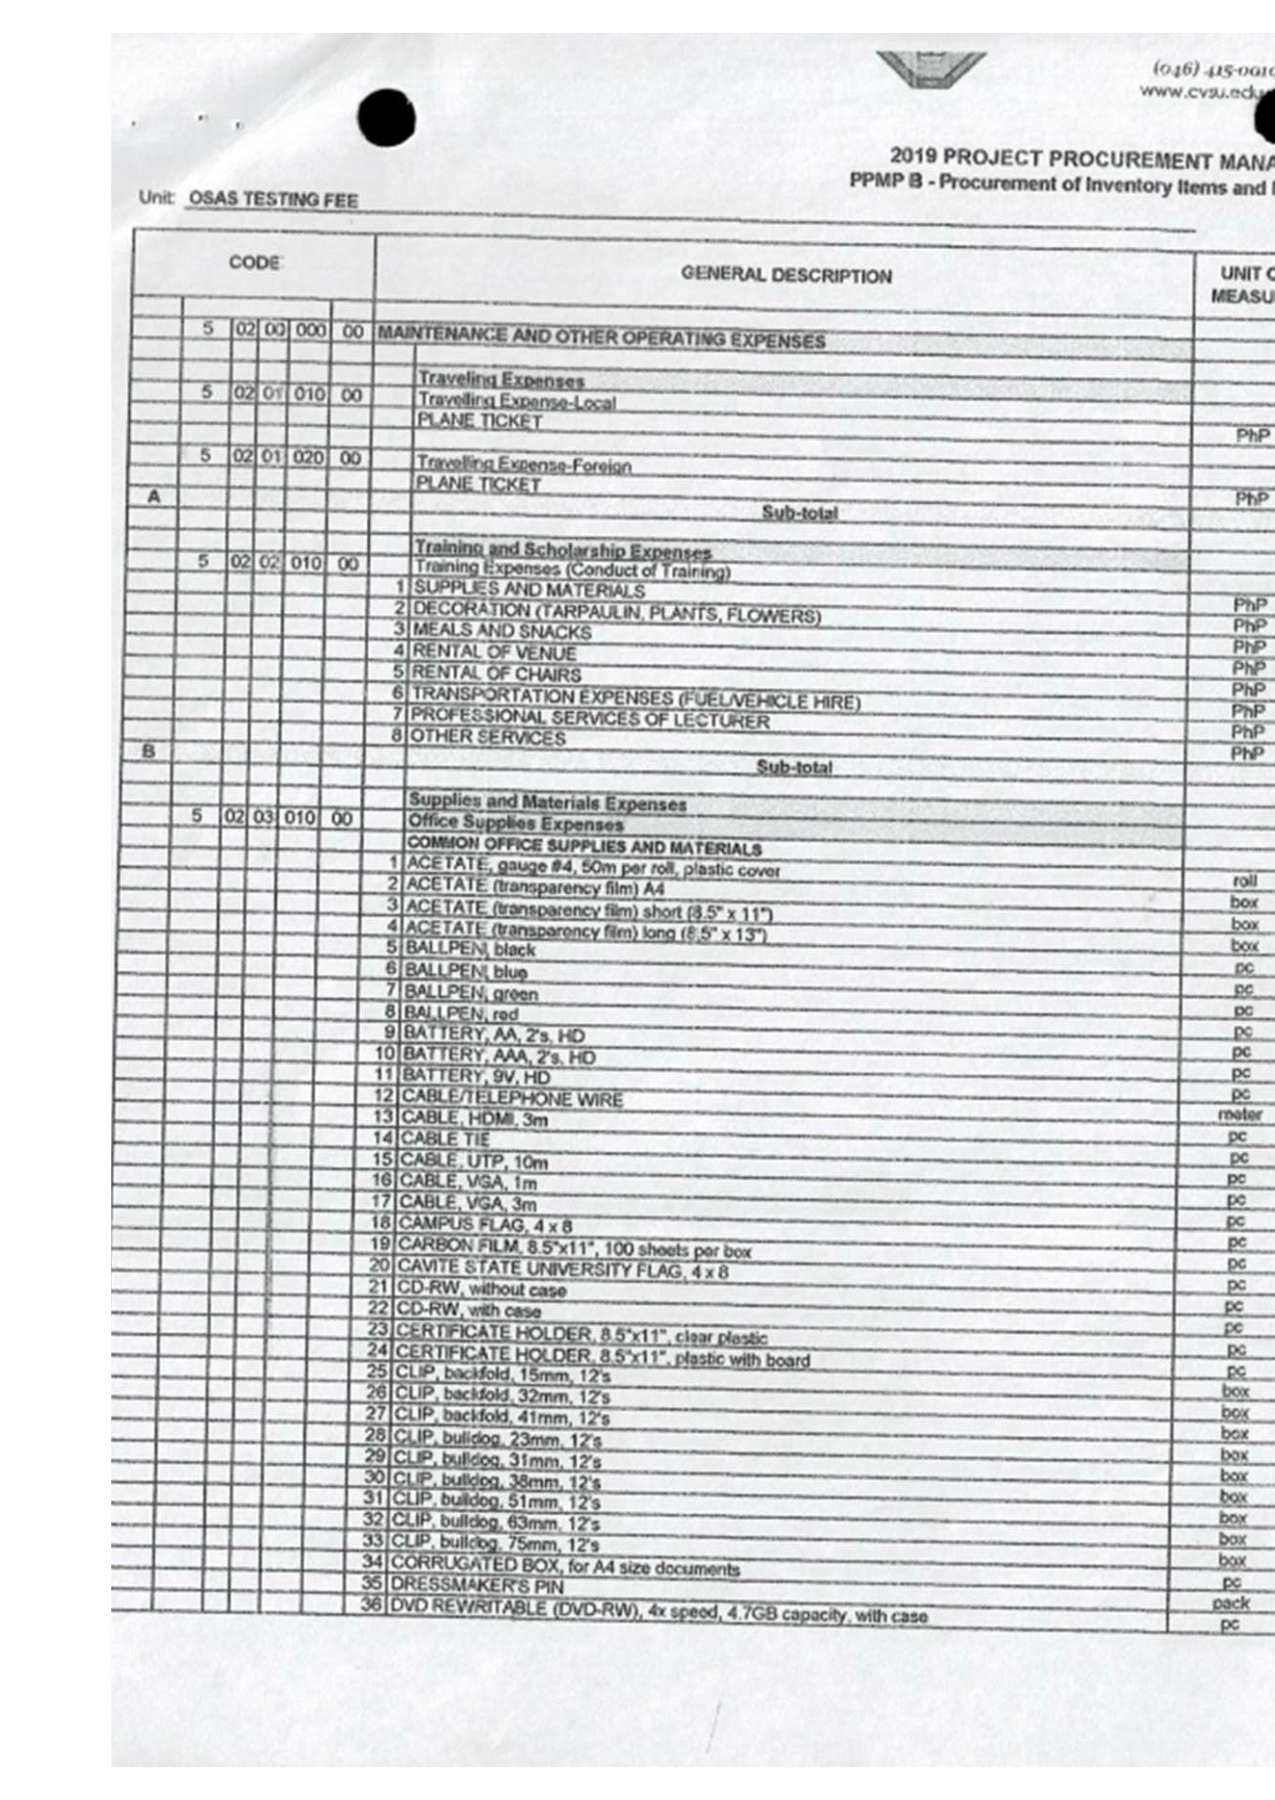 (046) 415-0010
www.cvsu.edu
2019 PROJECT PROCUREMENT MANA
PPMP B - Procurement of Inventory Items and
Unit: OSAS TESTING FEE
CODE GENERAL DESCRIPTION UNIT O
MEASU
5 02 00 000 00 MAINTENANCE AND OTHER OPERATING EXPENSES
Traveling Expenses
5 02 01 010 00 Travelling Expense-Local
PLANE TICKET PhP
5 02 01 020 00 Travelling Expense-Foreign
PLANE TICKET PhP
A Sub-total
Training and Scholarship Expenses
5 02 02 010 00 Training Expenses (Conduct of Training)
1 SUPPLIES AND MATERIALS PhP
2 DECORATION (TARPAULIN, PLANTS, FLOWERS) PhP
3 MEALS AND SNACKS PhP
4 RENTAL OF VENUE PhP
5 RENTAL OF CHAIRS PhP
6 TRANSPORTATION EXPENSES (FUEL/VEHICLE HIRE) PhP
7 PROFESSIONAL SERVICES OF LECTURER PhP
8 OTHER SERVICES PhP
B Sub-total
Supplies and Materials Expenses
5 02 03 010 00 Office Supplies Expenses
COMMON OFFICE SUPPLIES AND MATERIALS
1 ACETATE, gauge #4, 50m per roll, plastic cover roll
2 ACETATE (transparency film) A4 box
3 ACETATE (transparency film) short (8.5" x 11") box
4 ACETATE (transparency film) long (8.5" x 13") box
5 BALLPEN, black pc
6 BALLPEN, blue pc
7 BALLPEN, green pc
8 BALLPEN, red pc
9 BATTERY, AA, 2's, HD pc
10 BATTERY, AAA, 2's, HD pc
11 BATTERY, 9V, HD pc
12 CABLE/TELEPHONE WIRE meter
13 CABLE, HDMI, 3m pc
14 CABLE TIE pc
15 CABLE, UTP, 10m pc
16 CABLE, VGA, 1m pc
17 CABLE, VGA, 3m pc
18 CAMPUS FLAG, 4 x 8 pc
19 CARBON FILM, 8.5"x11", 100 sheets per box pc
20 CAVITE STATE UNIVERSITY FLAG, 4 x 8 pc
21 CD-RW, without case pc
22 CD-RW, with case pc
23 CERTIFICATE HOLDER, 8.5"x11", clear plastic pc
24 CERTIFICATE HOLDER, 8.5"x11", plastic with board pc
25 CLIP, backfold, 15mm, 12's box
26 CLIP, backfold, 32mm, 12's box
27 CLIP, backfold, 41mm, 12's box
28 CLIP, bulldog, 23mm, 12's box
29 CLIP, bulldog, 31mm, 12's box
30 CLIP, bulldog, 38mm, 12's box
31 CLIP, bulldog, 51mm, 12's box
32 CLIP, bulldog, 63mm, 12's box
33 CLIP, bulldog, 75mm, 12's box
34 CORRUGATED BOX, for A4 size documents pc
35 DRESSMAKER'S PIN pack
36 DVD REWRITABLE (DVD-RW), 4x speed, 4.7GB capacity, with case pc